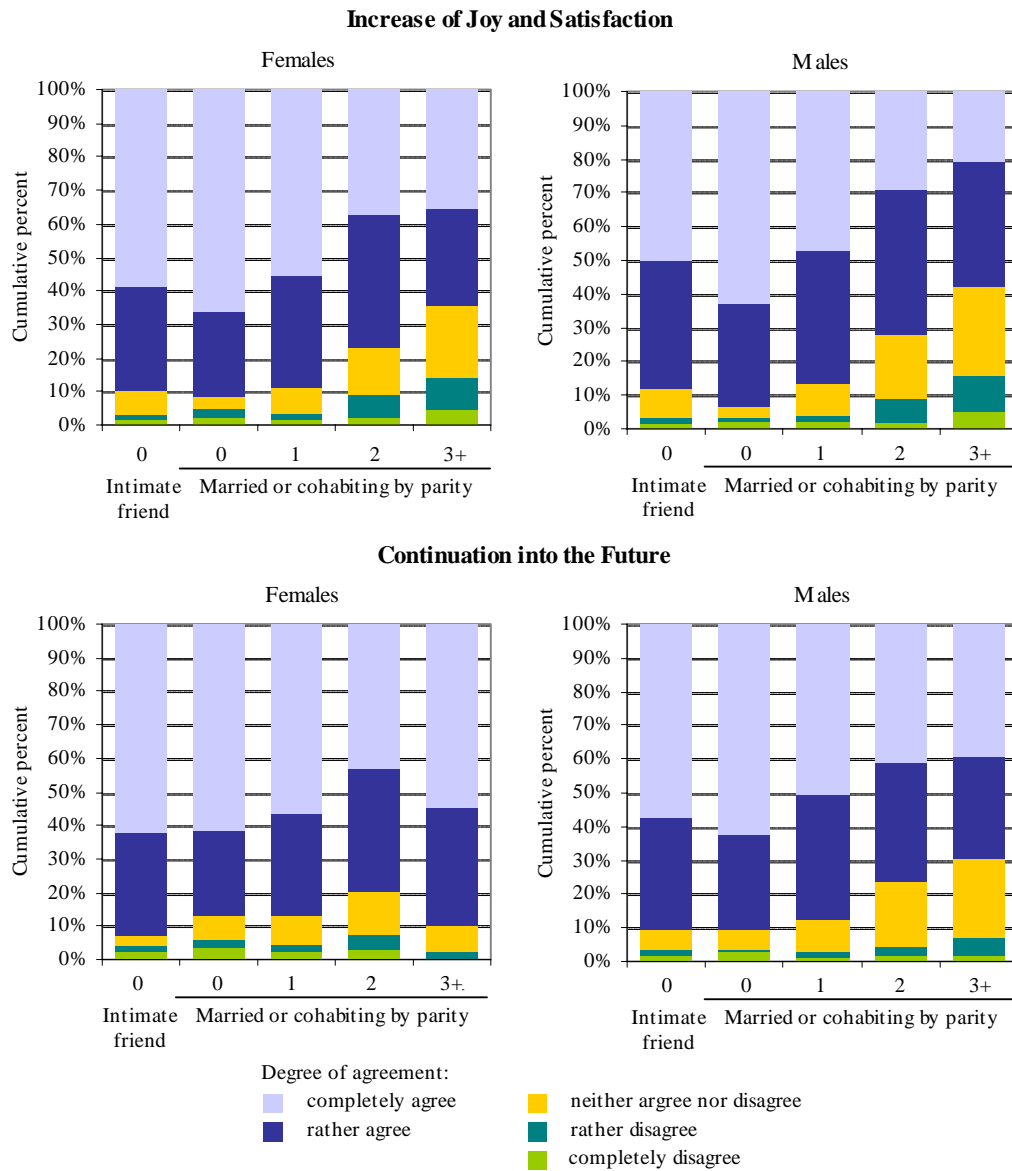 Increase of Joy and Satisfaction
Females
Males
Cumulative percent
100%
90%
80%
70%
60%
50%
40%
30%
20%
10%
0%
0 0 1 2 3+
Intimate friend
Married or cohabiting by parity
Cumulative percent
100%
90%
80%
70%
60%
50%
40%
30%
20%
10%
0%
0 0 1 2 3+
Intimate friend
Married or cohabiting by parity
Continuation into the Future
Females
Males
Cumulative percent
100%
90%
80%
70%
60%
50%
40%
30%
20%
10%
0%
0 0 1 2 3+.
Intimate friend
Married or cohabiting by parity
Cumulative percent
100%
90%
80%
70%
60%
50%
40%
30%
20%
10%
0%
0 0 1 2 3+
Intimate friend
Married or cohabiting by parity
Degree of agreement:
completely agree
rather agree
neither argree nor disagree
rather disagree
completely disagree